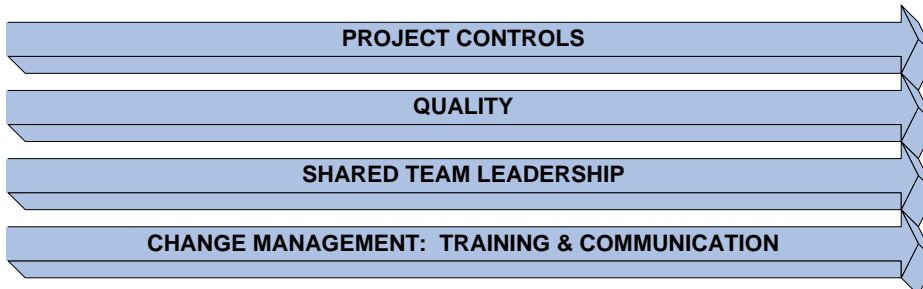 PROJECT CONTROLS
QUALITY
SHARED TEAM LEADERSHIP
CHANGE MANAGEMENT:  TRAINING & COMMUNICATION